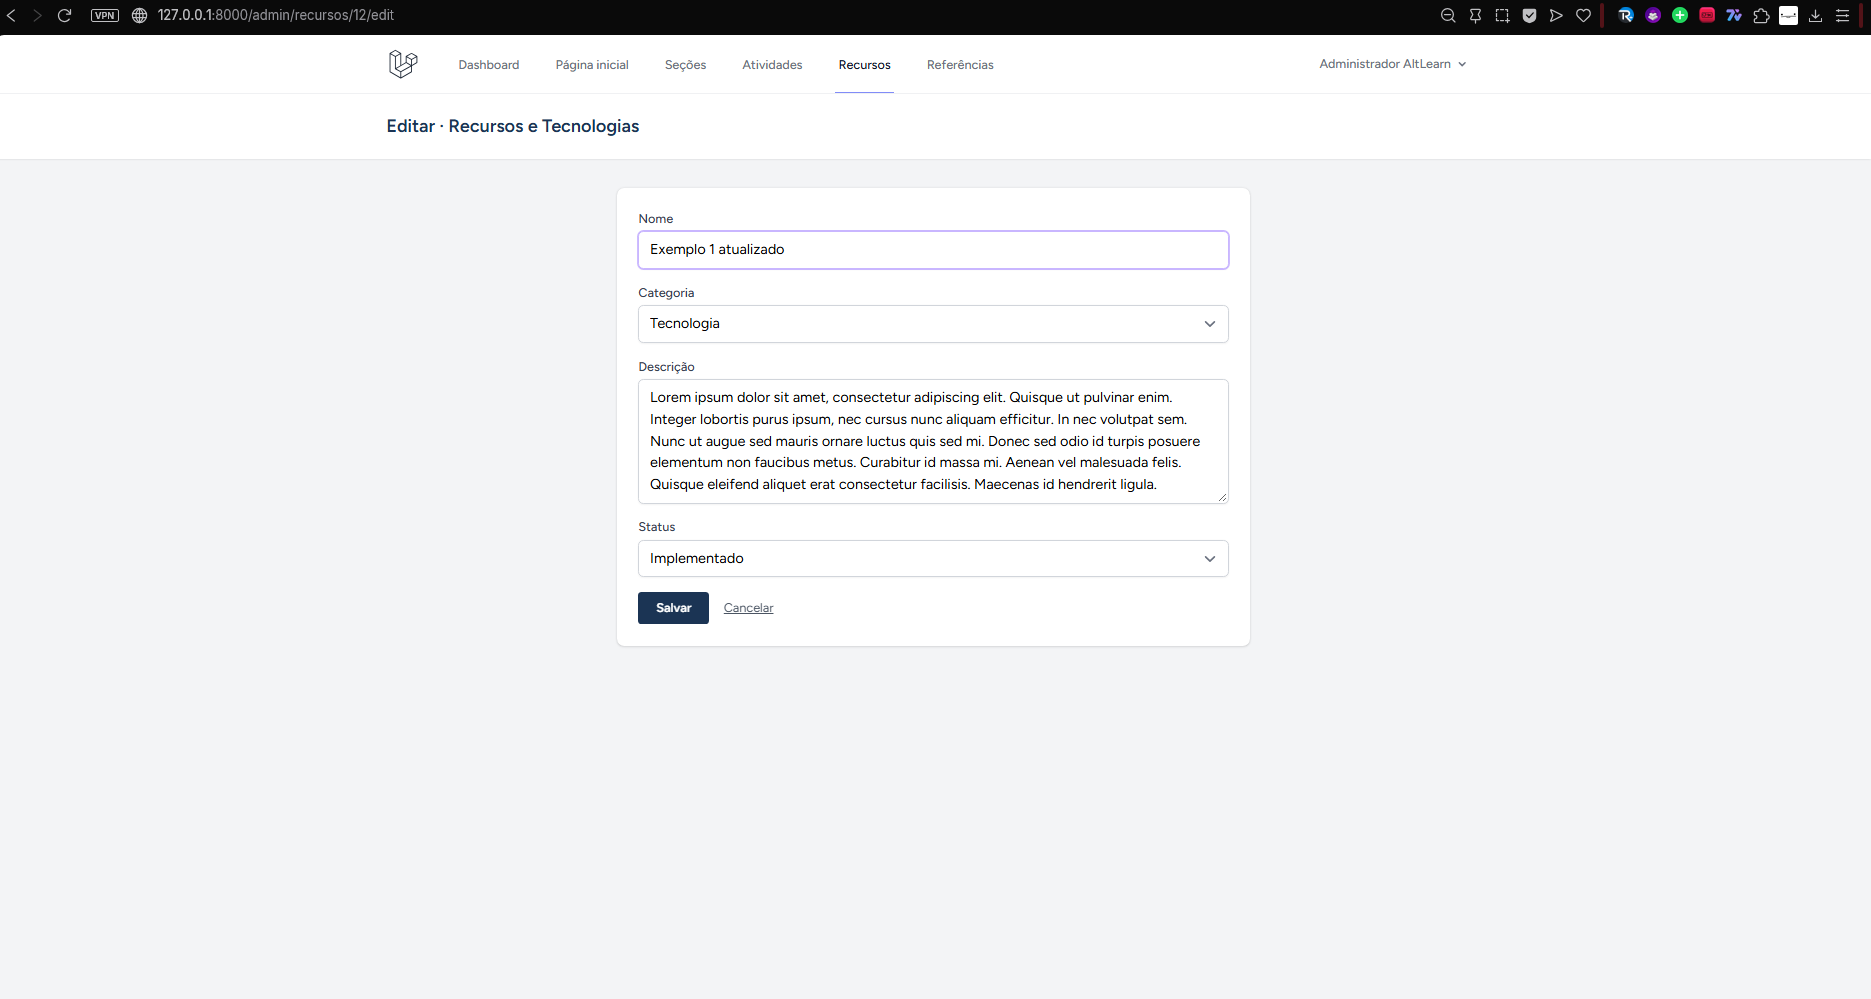 VPN
127.0.0.1:8000/admin/recursos/12/edit
Dashboard
Página inicial
Seções
Atividades
Recursos
Referências
Administrador AltLearn
Editar · Recursos e Tecnologias
Nome
Exemplo 1 atualizado
Categoria
Tecnologia
Descrição
Lorem ipsum dolor sit amet, consectetur adipiscing elit. Quisque ut pulvinar enim.
Integer lobortis purus ipsum, nec cursus nunc aliquam efficitur. In nec volutpat sem.
Nunc ut augue sed mauris ornare luctus quis sed mi. Donec sed odio id turpis posuere
elementum non faucibus metus. Curabitur id massa mi. Aenean vel malesuada felis.
Quisque eleifend aliquet erat consectetur facilisis. Maecenas id hendrerit ligula.
Status
Implementado
Salvar
Cancelar